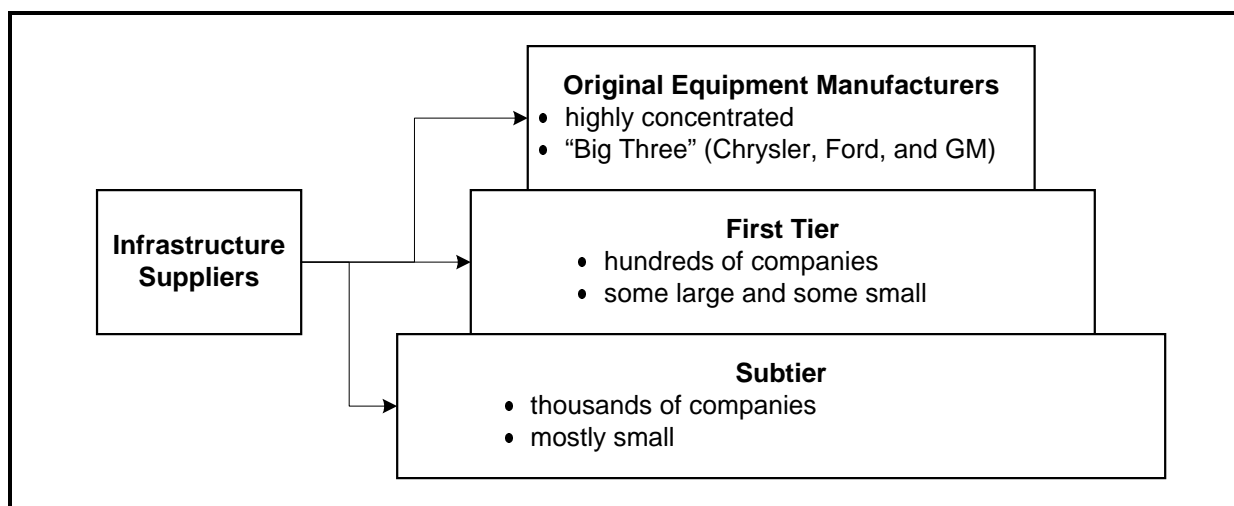 Original Equipment Manufacturers
• highly concentrated
• “Big Three” (Chrysler, Ford, and GM)
Infrastructure
Suppliers
First Tier
• hundreds of companies
• some large and some small
Subtier
• thousands of companies
• mostly small